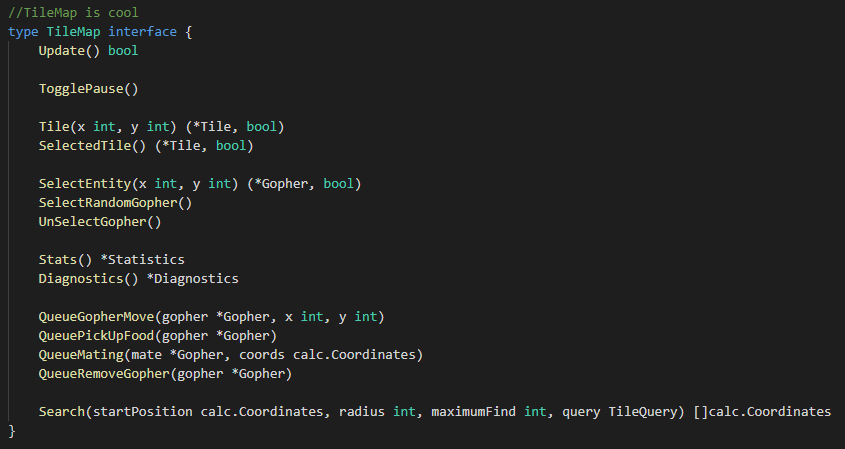 //TileMap is cool
type TileMap interface {
Update() bool
TogglePause()
Tile(x int, y int) (*Tile, bool)
SelectedTile() (*Tile, bool)
SelectEntity(x int, y int) (*Gopher, bool)
SelectRandomGopher()
UnSelectGopher()
Stats() *Statistics
Diagnostics() *Diagnostics
QueueGopherMove(gopher *Gopher, x int, y int)
QueuePickUpFood(gopher *Gopher)
QueueMating(mate *Gopher, coords calc.Coordinates)
QueueRemoveGopher(gopher *Gopher)
Search(startPosition calc.Coordinates, radius int, maximumFind int, query TileQuery) []calc.Coordinates
}